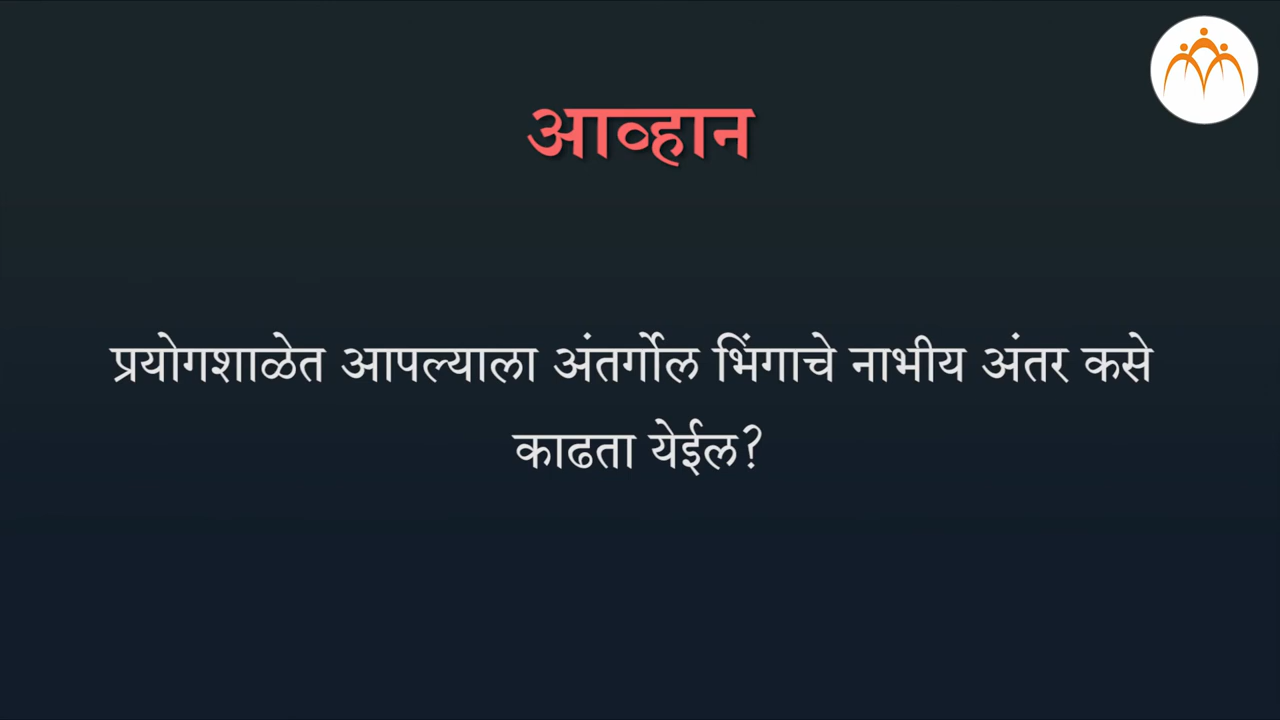 आव्हान
प्रयोगशाळेत आपल्याला अंतर्गोल भिंगाचे नाभीय अंतर कसे
काढता येईल?